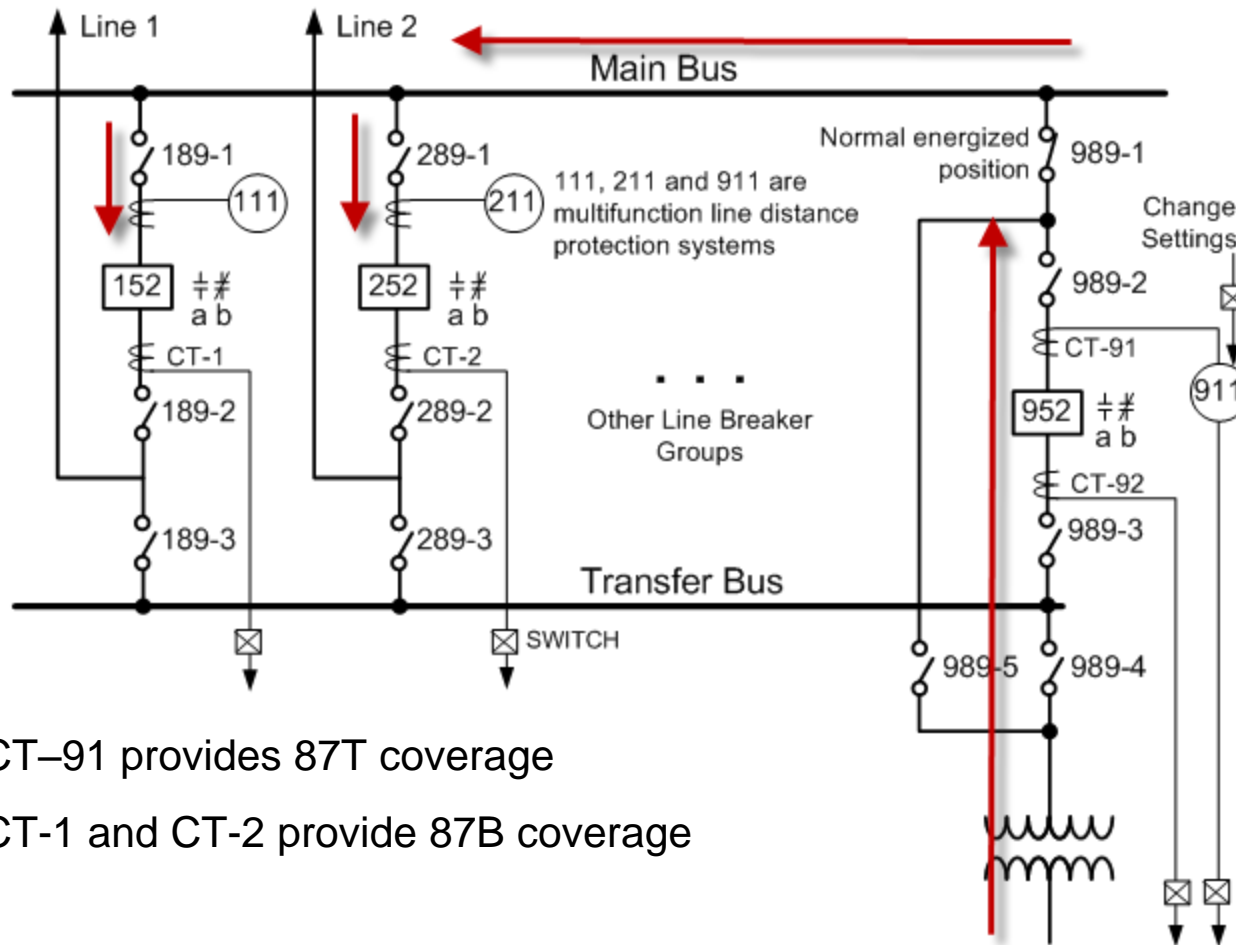 Line 1
Line 2
Main Bus
189-1
289-1
Normal energized
position
989-1
111
211
111, 211 and 911 are
multifunction line distance
protection systems
Change
Settings
152
a b
252
a b
989-2
CT-1
CT-2
CT-91
911
189-2
289-2
. . .
Other Line Breaker
Groups
952
a b
CT-92
189-3
289-3
989-3
Transfer Bus
SWITCH
989-5
989-4
CT–91 provides 87T coverage
CT-1 and CT-2 provide 87B coverage